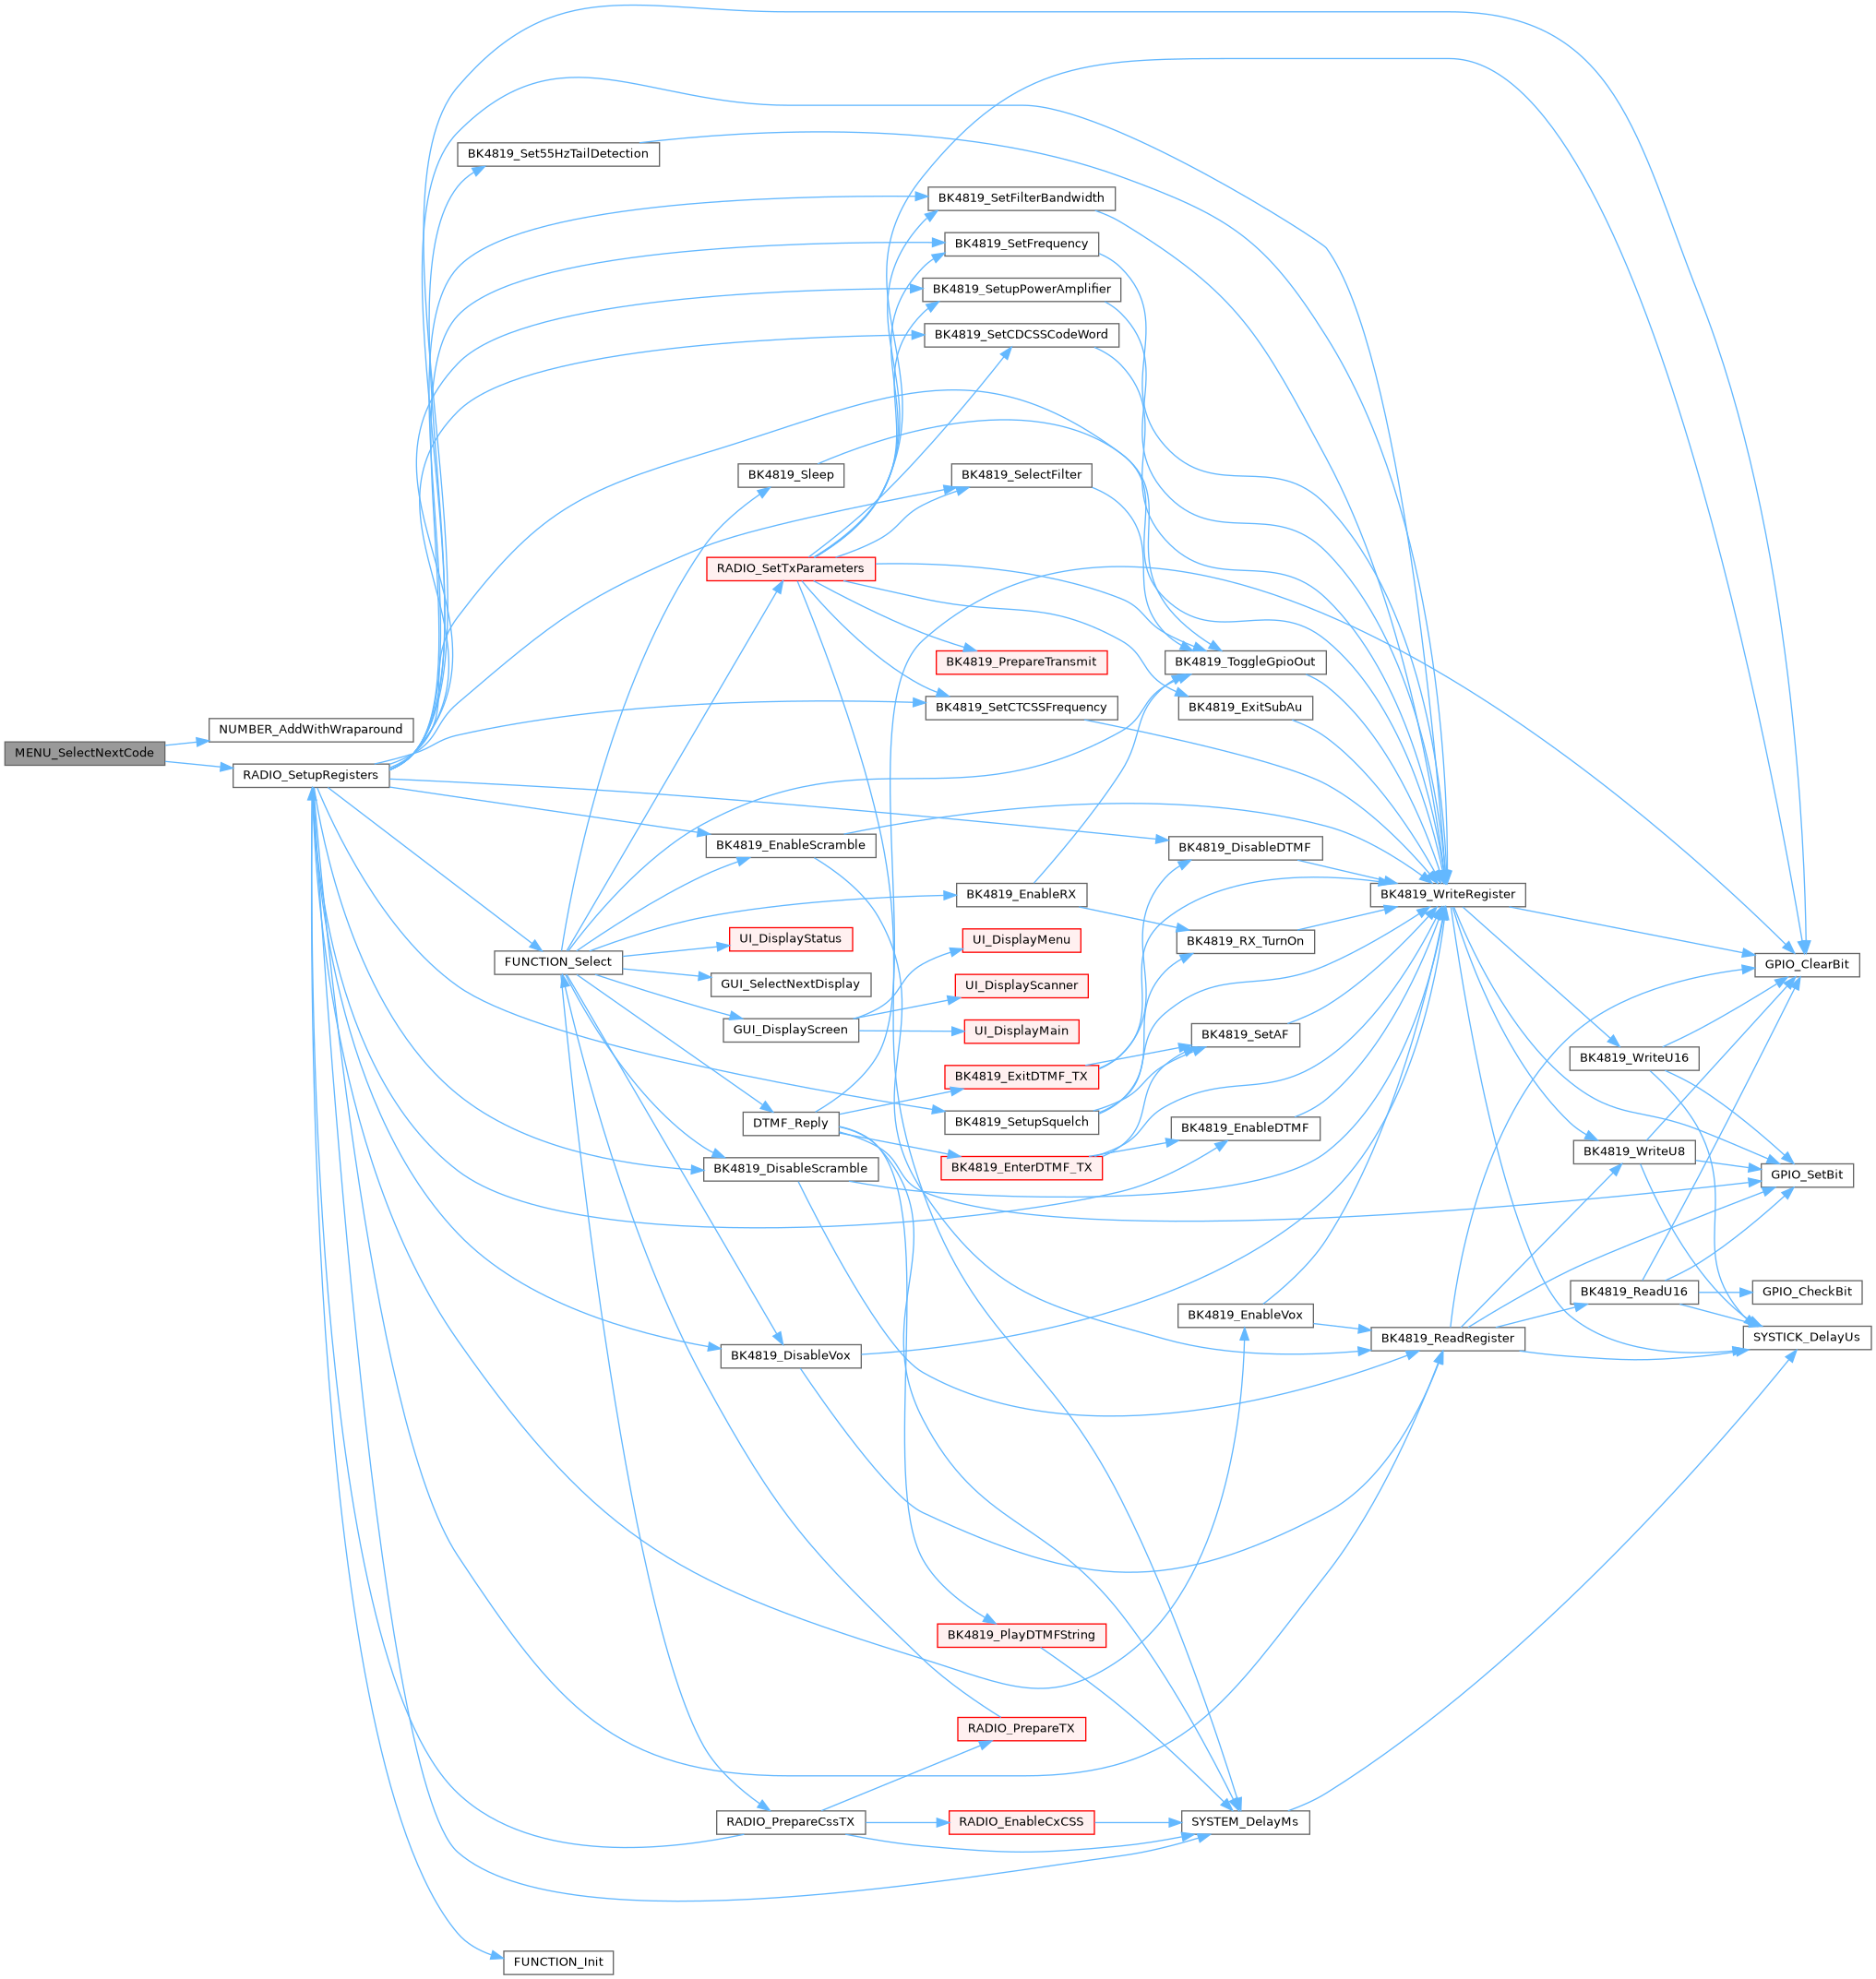 BK4819_Set55HzTailDetection
BK4819_SetFilterBandwidth
BK4819_SetFrequency
BK4819_SetupPowerAmplifier
BK4819_SetCDCSSCodeWord
BK4819_Sleep
BK4819_SelectFilter
RADIO_SetTxParameters
BK4819_PrepareTransmit
BK4819_ToggleGpioOut
BK4819_SetCTCSSFrequency
BK4819_ExitSubAu
NUMBER_AddWithWraparound
MENU_SelectNextCode
RADIO_SetupRegisters
BK4819_EnableScramble
BK4819_DisableDTMF
BK4819_EnableRX
BK4819_WriteRegister
UI_DisplayStatus
UI_DisplayMenu
BK4819_RX_TurnOn
FUNCTION_Select
GPIO_ClearBit
GUI_SelectNextDisplay
UI_DisplayScanner
GUI_DisplayScreen
UI_DisplayMain
BK4819_SetAF
BK4819_WriteU16
BK4819_ExitDTMF_TX
DTMF_Reply
BK4819_SetupSquelch
BK4819_EnableDTMF
BK4819_WriteU8
BK4819_DisableScramble
BK4819_EnterDTMF_TX
GPIO_SetBit
BK4819_ReadU16
GPIO_CheckBit
BK4819_EnableVox
BK4819_ReadRegister
SYSTICK_DelayUs
BK4819_DisableVox
BK4819_PlayDTMFString
RADIO_PrepareTX
RADIO_PrepareCssTX
RADIO_EnableCxCSS
SYSTEM_DelayMs
FUNCTION_Init